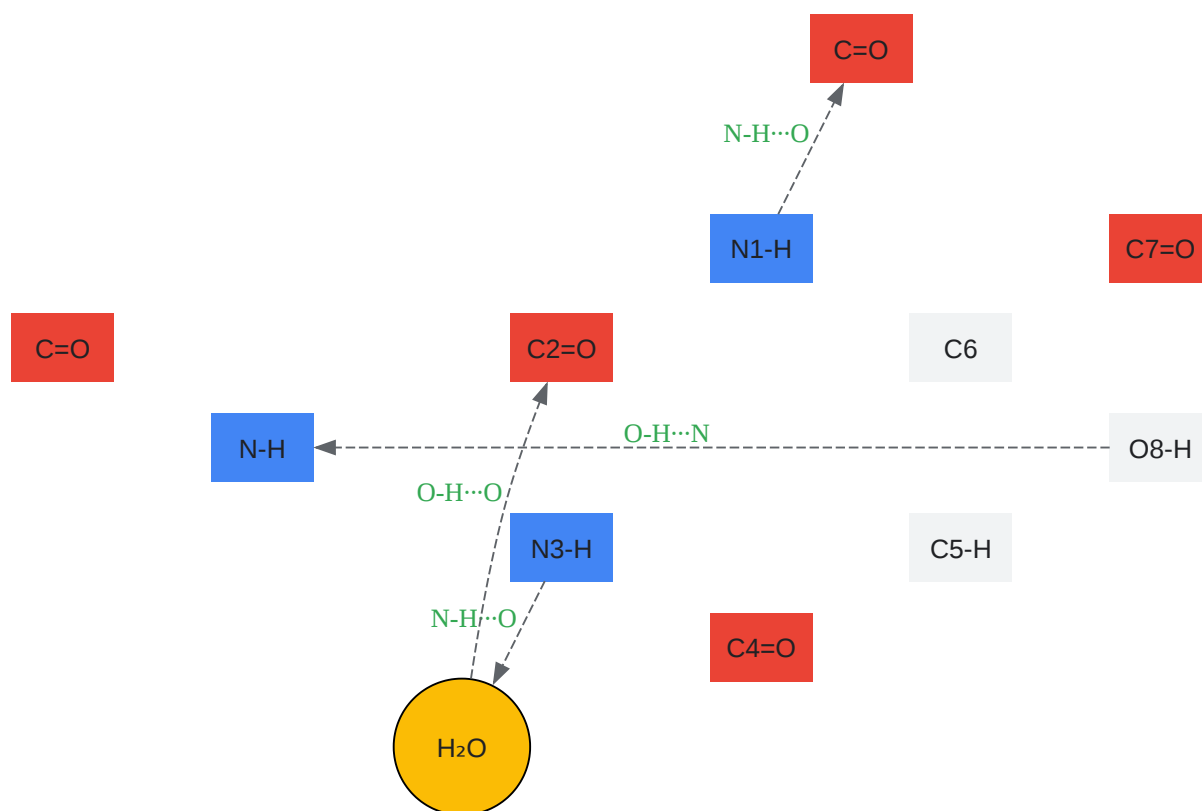 C=O
N-H···O
N1-H
C7=O
C=O
C2=O
C6
O-H···N
N-H
O8-H
O-H···O
N3-H
C5-H
N-H···O
C4=O
H₂O